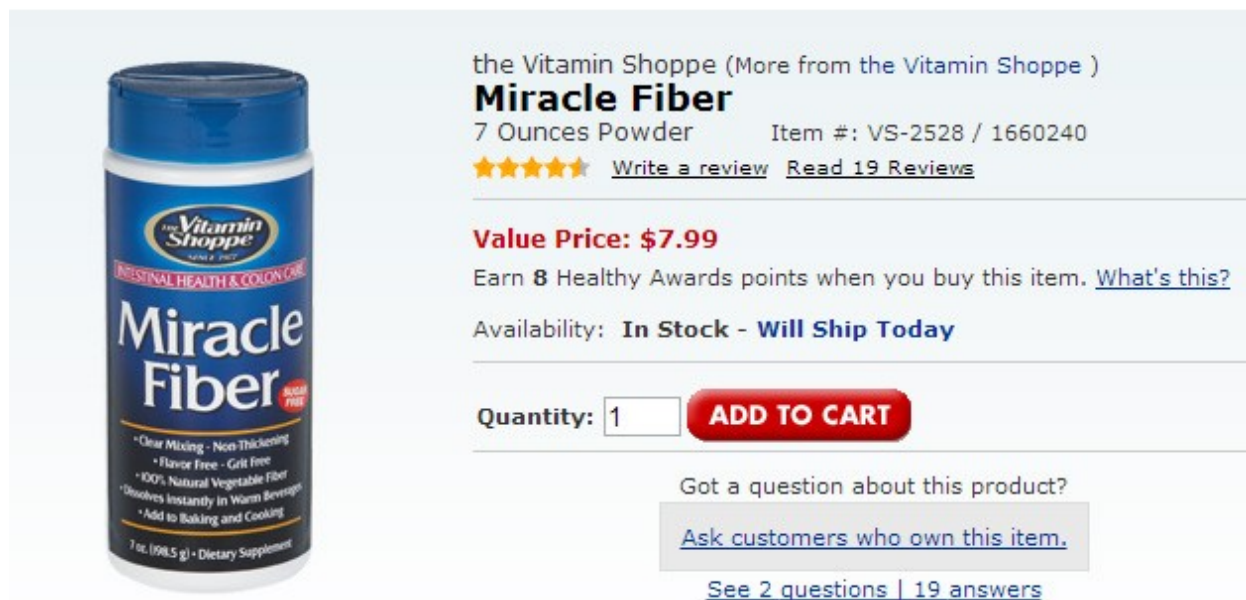 the Vitamin Shoppe (More from the Vitamin Shoppe )
Miracle Fiber
7 Ounces Powder Item #: VS-2528 / 1660240
Write a review Read 19 Reviews
Value Price: $7.99
Earn 8 Healthy Awards points when you buy this item. What's this?
Availability: In Stock - Will Ship Today
Quantity: 1 ADD TO CART
Got a question about this product?
Ask customers who own this item.
See 2 questions | 19 answers
THE Vitamin
Shoppe
SINCE 1977
INTESTINAL HEALTH & COLON CARE
Miracle
Fiber
SUGAR
FREE
• Clear Mixing - Non-Thickening
• Flavor Free - Grit Free
• 100% Natural Vegetable Fiber
• Dissolves Instantly in Warm Beverages
• Add to Baking and Cooking
7 oz. (198.5 g) • Dietary Supplement